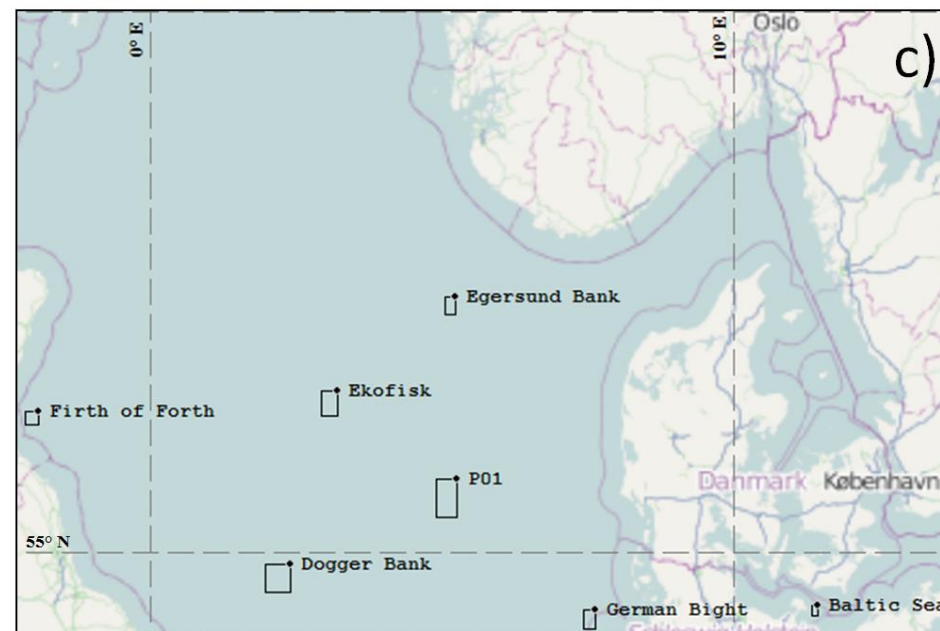 0° E
10° E
Oslo
c)
Egersund Bank
Ekofisk
Firth of Forth
P01
Danmark
København
55° N
Dogger Bank
German Bight
Baltic Sea